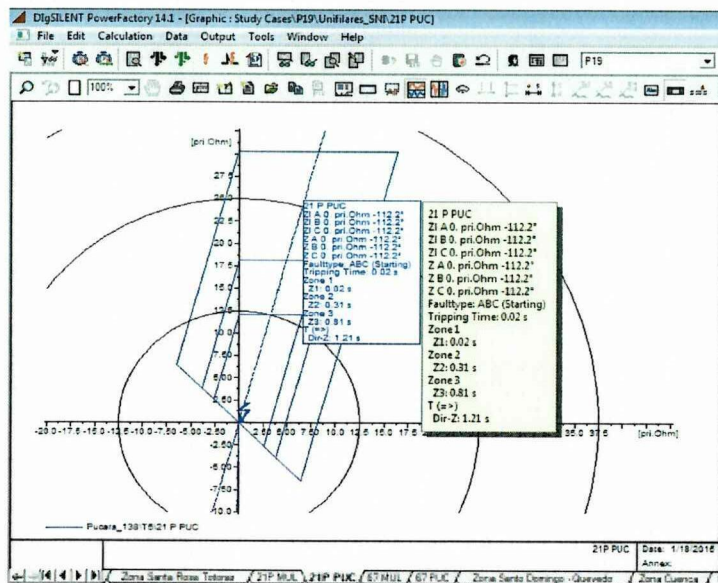 DIgSILENT PowerFactory 14.1 - [Graphic : Study Cases\P19\Unifilares_SNI\21P PUC]
File Edit Calculation Data Output Tools Window Help
P19
100%
[pri.Ohm]
27.5
25.0
22.5
20.0
17.5
15.0
12.5
10.0
7.50
5.00
2.50
-20.0 -17.5 -15.0 -12.5 -10.0 -7.50 -5.00 -2.50 2.50 5.00 7.50 10.0 12.5 15.0 17.5 35.0 37.5 [pri.Ohm]
-2.50
-5.00
-7.50
-10.0
21 P PUC
Zl A 0. pri.Ohm -112.2°
Zl B 0. pri.Ohm -112.2°
Zl C 0. pri.Ohm -112.2°
Z A 0. pri.Ohm -112.2°
Z B 0. pri.Ohm -112.2°
Z C 0. pri.Ohm -112.2°
Faulttype: ABC (Starting)
Tripping Time: 0.02 s
Zone 1
Z1: 0.02 s
Zone 2
Z2: 0.31 s
Zone 3
Z3: 0.81 s
T (=>)
Dir-Z: 1.21 s
21 P PUC
Zl A 0. pri.Ohm -112.2°
Zl B 0. pri.Ohm -112.2°
Zl C 0. pri.Ohm -112.2°
Z A 0. pri.Ohm -112.2°
Z B 0. pri.Ohm -112.2°
Z C 0. pri.Ohm -112.2°
Faulttype: ABC (Starting)
Tripping Time: 0.02 s
Zone 1
Z1: 0.02 s
Zone 2
Z2: 0.31 s
Zone 3
Z3: 0.81 s
T (=>)
Dir-Z: 1.21 s
Pucara_138\T5\21 P PUC
21P PUC
Date: 1/18/2016
Annex:
Zona Santa Rosa Totoras / 21P MUL / 21P PUC / 67 MUL / 67 PUC / Zona Santo Domingo - Quevedo / Zona Cuenca